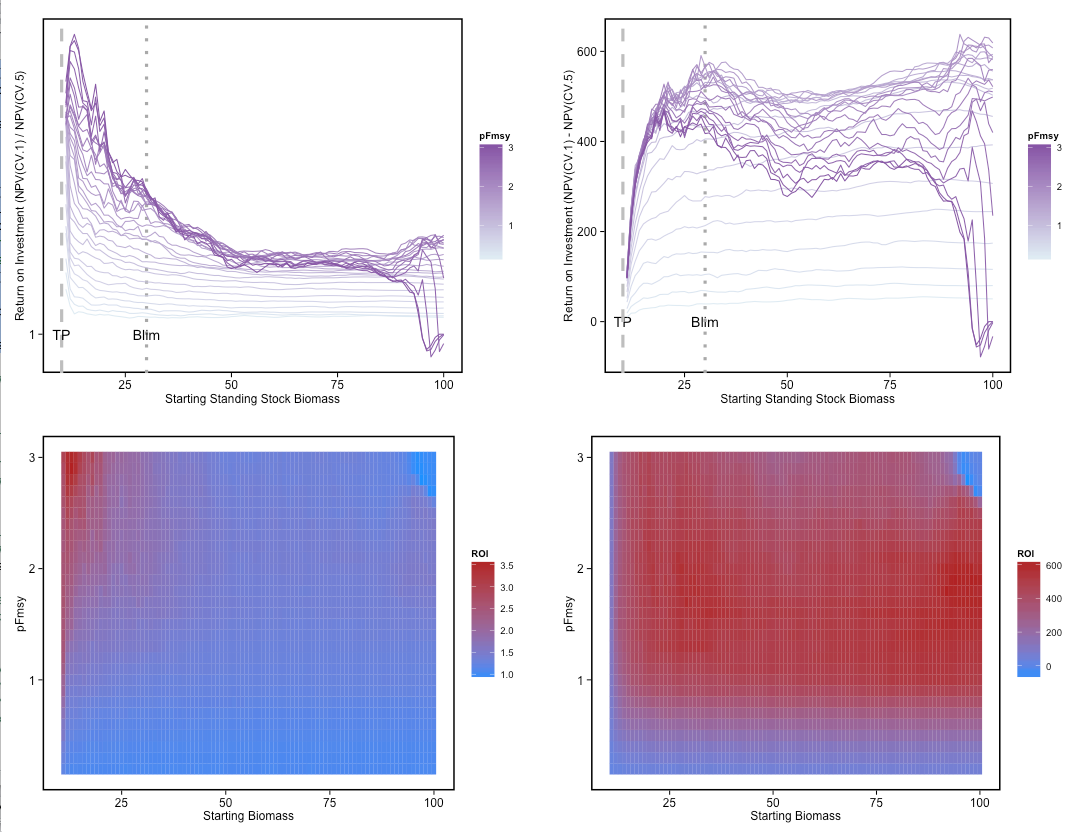 Return on Investment (NPV(CV.1) / NPV(CV.5)
1
TP
Blim
25
50
75
100
Starting Standing Stock Biomass
pFmsy
3
2
1
Return on Investment (NPV(CV.1) - NPV(CV.5)
600
400
200
0
TP
Blim
25
50
75
100
Starting Standing Stock Biomass
pFmsy
3
2
1
pFmsy
3
2
1
25
50
75
100
Starting Biomass
ROI
3.5
3.0
2.5
2.0
1.5
1.0
pFmsy
3
2
1
25
50
75
100
Starting Biomass
ROI
600
400
200
0